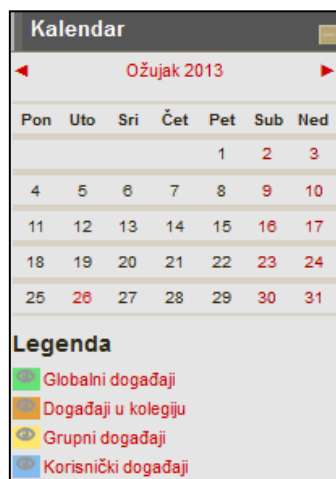 Kalendar
Ožujak 2013
Pon Uto Sri Čet Pet Sub Ned
1 2 3
4 5 6 7 8 9 10
11 12 13 14 15 16 17
18 19 20 21 22 23 24
25 26 27 28 29 30 31
Legenda
Globalni događaji
Događaji u kolegiju
Grupni događaji
Korisnički događaji